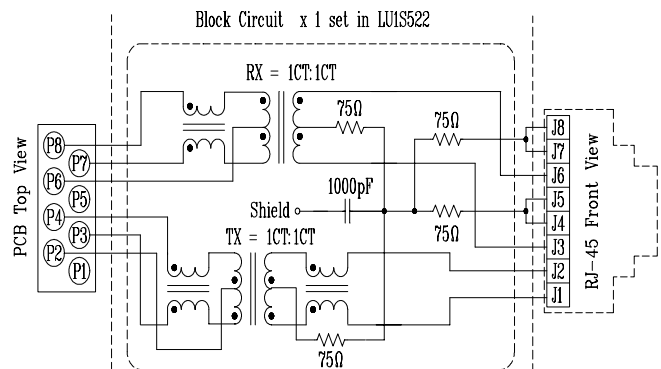 Block Circuit x 1 set in LU1S522
RX = 1CT:1CT
75Ω
75Ω
1000pF
Shield
75Ω
TX = 1CT:1CT
75Ω
PCB Top View
P8
P7
P6
P5
P4
P3
P2
P1
J8
J7
J6
J5
J4
J3
J2
J1
RJ-45 Front View